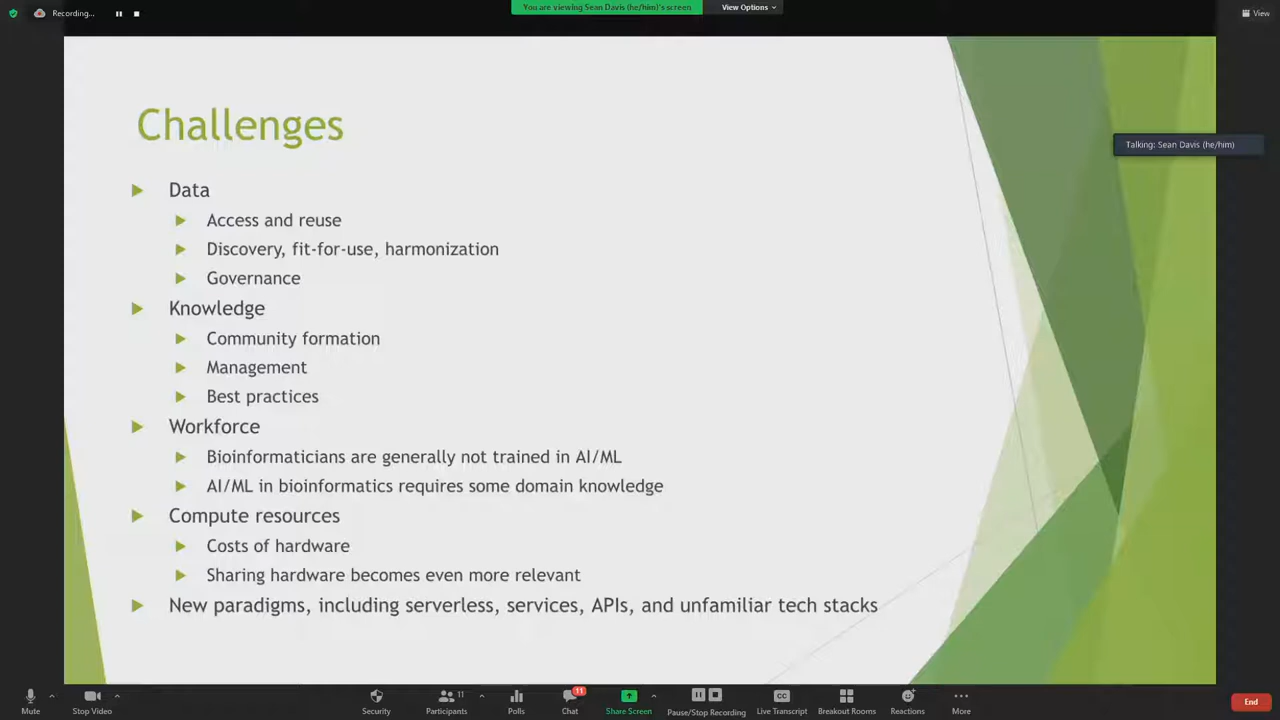 Recording...
You are viewing Sean Davis (he/him)'s screen
View Options
View
Challenges
Talking: Sean Davis (he/him)
Data
Access and reuse
Discovery, fit-for-use, harmonization
Governance
Knowledge
Community formation
Management
Best practices
Workforce
Bioinformaticians are generally not trained in AI/ML
AI/ML in bioinformatics requires some domain knowledge
Compute resources
Costs of hardware
Sharing hardware becomes even more relevant
New paradigms, including serverless, services, APIs, and unfamiliar tech stacks
Mute
Stop Video
Security
Participants
11
Polls
Chat
11
Share Screen
Pause/Stop Recording
CC
Live Transcript
Breakout Rooms
Reactions
More
End